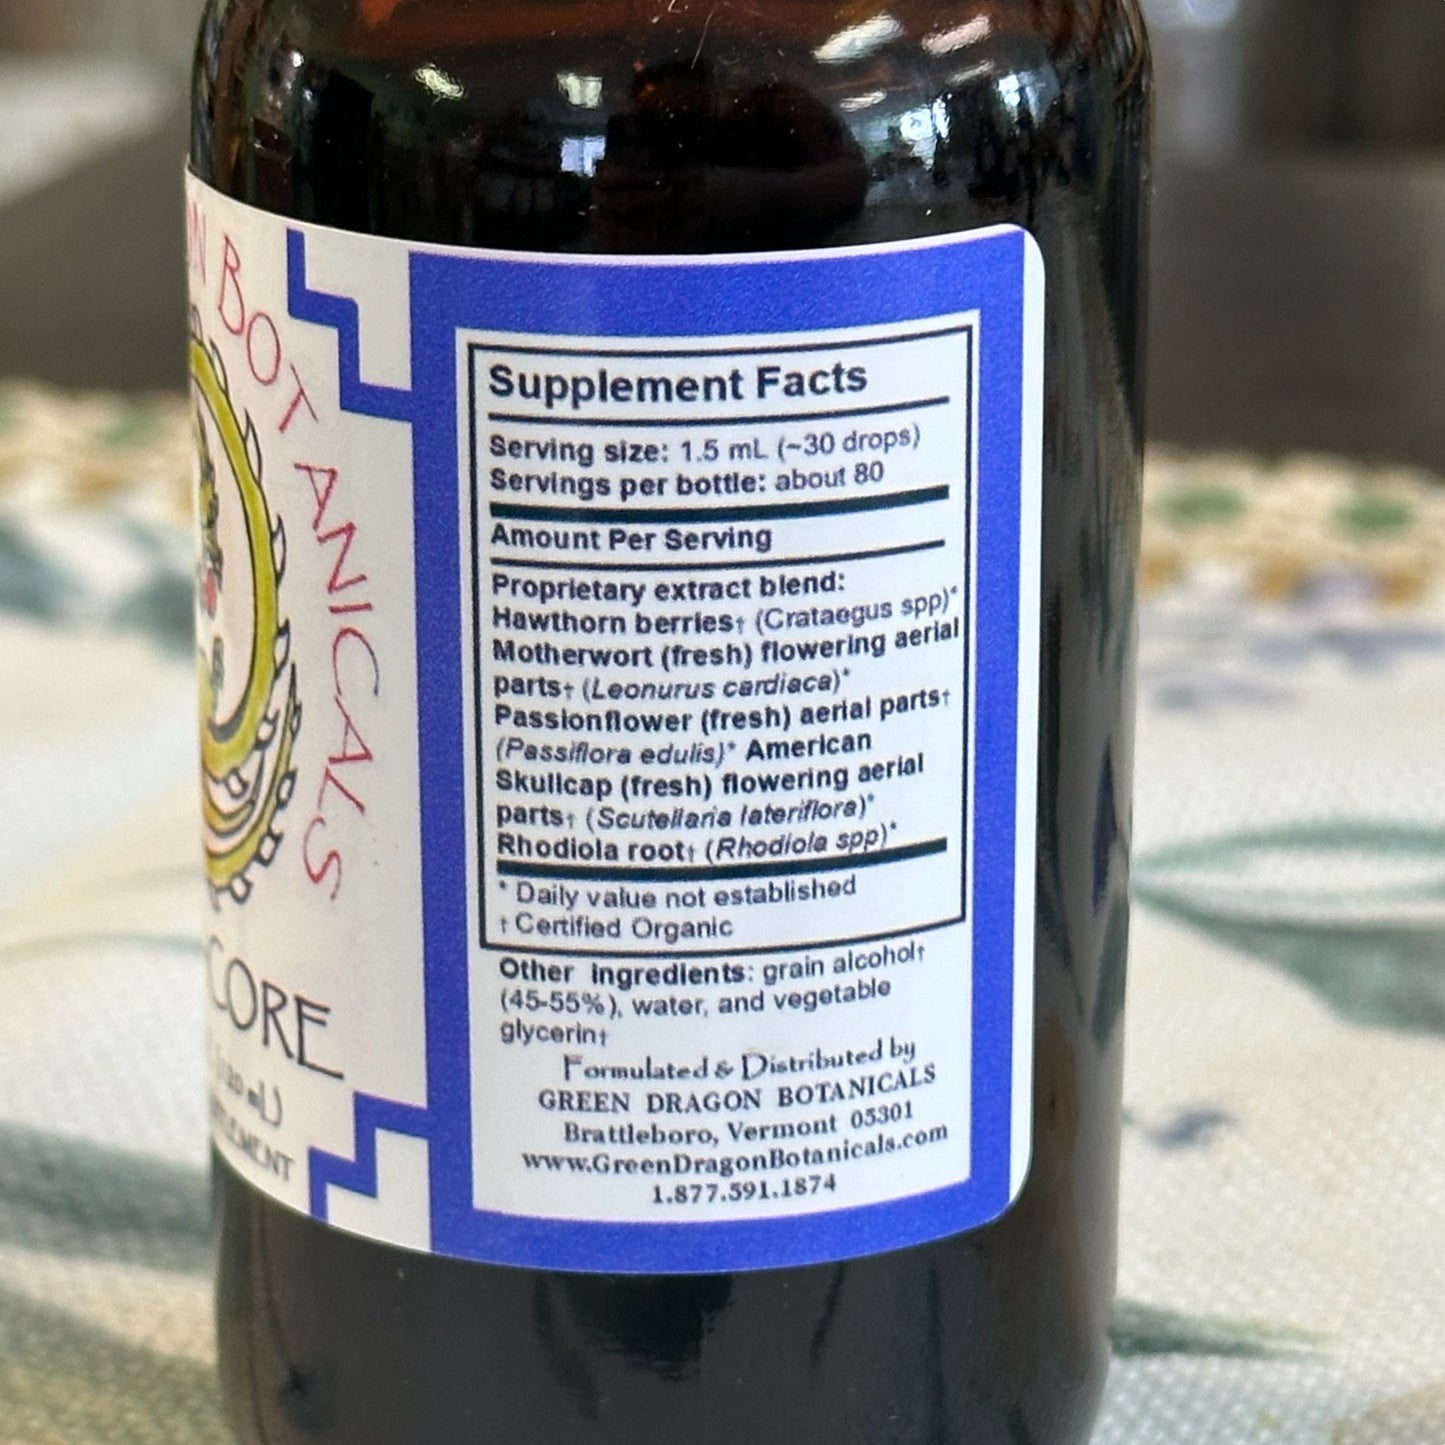 N BOTANICALS
CORE
mL)
Supplement Facts
Serving size: 1.5 mL (~30 drops)
Servings per bottle: about 80
Amount Per Serving
Proprietary extract blend:
Hawthorn berries† (Crataegus spp)*
Motherwort (fresh) flowering aerial
parts† (Leonurus cardiaca)*
Passionflower (fresh) aerial parts†
(Passiflora edulis)* American
Skullcap (fresh) flowering aerial
parts† (Scutellaria lateriflora)*
Rhodiola root† (Rhodiola spp)*
* Daily value not established
† Certified Organic
Other Ingredients: grain alcohol†
(45-55%), water, and vegetable
glycerin†
Formulated & Distributed by
GREEN DRAGON BOTANICALS
Brattleboro, Vermont 05301
www.GreenDragonBotanicals.com
1.877.591.1874